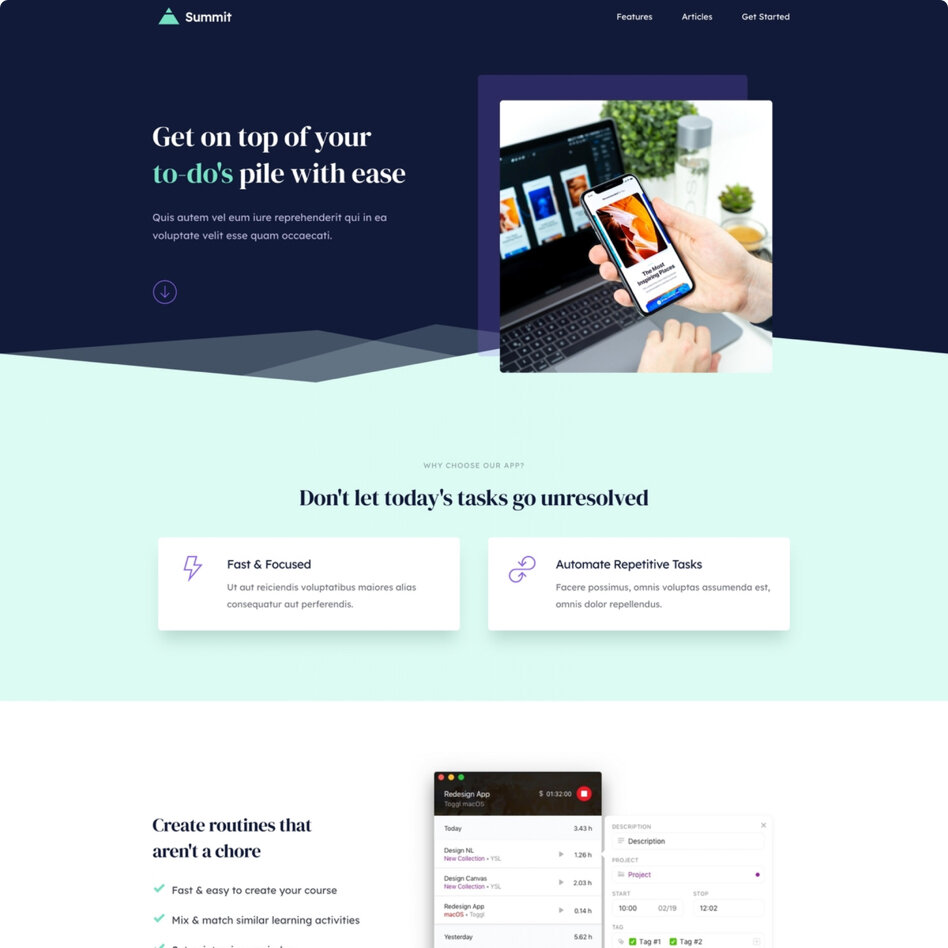 Summit
Features Articles Get Started
Get on top of your
to-do's pile with ease
Quis autem vel eum iure reprehenderit qui in ea
voluptate velit esse quam occaecati.
The Most
Inspiring Places
WHY CHOOSE OUR APP?
Don't let today's tasks go unresolved
Fast & Focused
Ut aut reiciendis voluptatibus maiores alias
consequatur aut perferendis.
Automate Repetitive Tasks
Facere possimus, omnis voluptas assumenda est,
omnis dolor repellendus.
Create routines that
aren't a chore
Fast & easy to create your course
Mix & match similar learning activities
Redesign App $ 01:32:00
Toggl.macOS
Today 3.43 h
Design NL
New Collection • YSL 1.26 h
Design Canvas
New Collection • YSL 2.03 h
Redesign App
macOS • Toggl 0.14 h
Yesterday 5.62 h
DESCRIPTION
Description
PROJECT
Project
START STOP
10:00 02/19 12:02
TAG
Tag #1 Tag #2